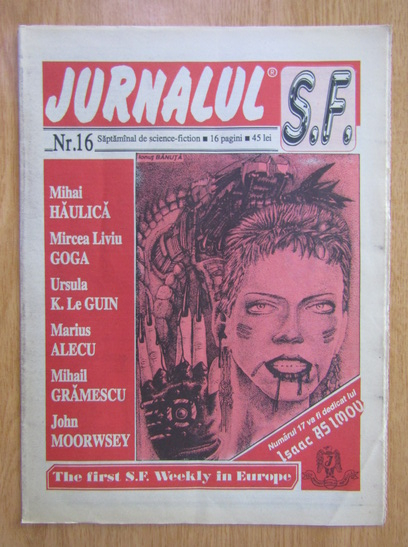 JURNALUL®
S.F.
Nr.16
Săptămînal de science-fiction ■ 16 pagini ■ 45 lei
Ionuț BĂNUȚĂ
Mihai
HĂULICĂ
Mircea Liviu
GOGA
Ursula
K. Le GUIN
Marius
ALECU
Mihail
GRĂMESCU
John
MOORWSEY
Numărul 17 va fi dedicat lui
Isaac ASIMOV
The first S.F. Weekly in Europe